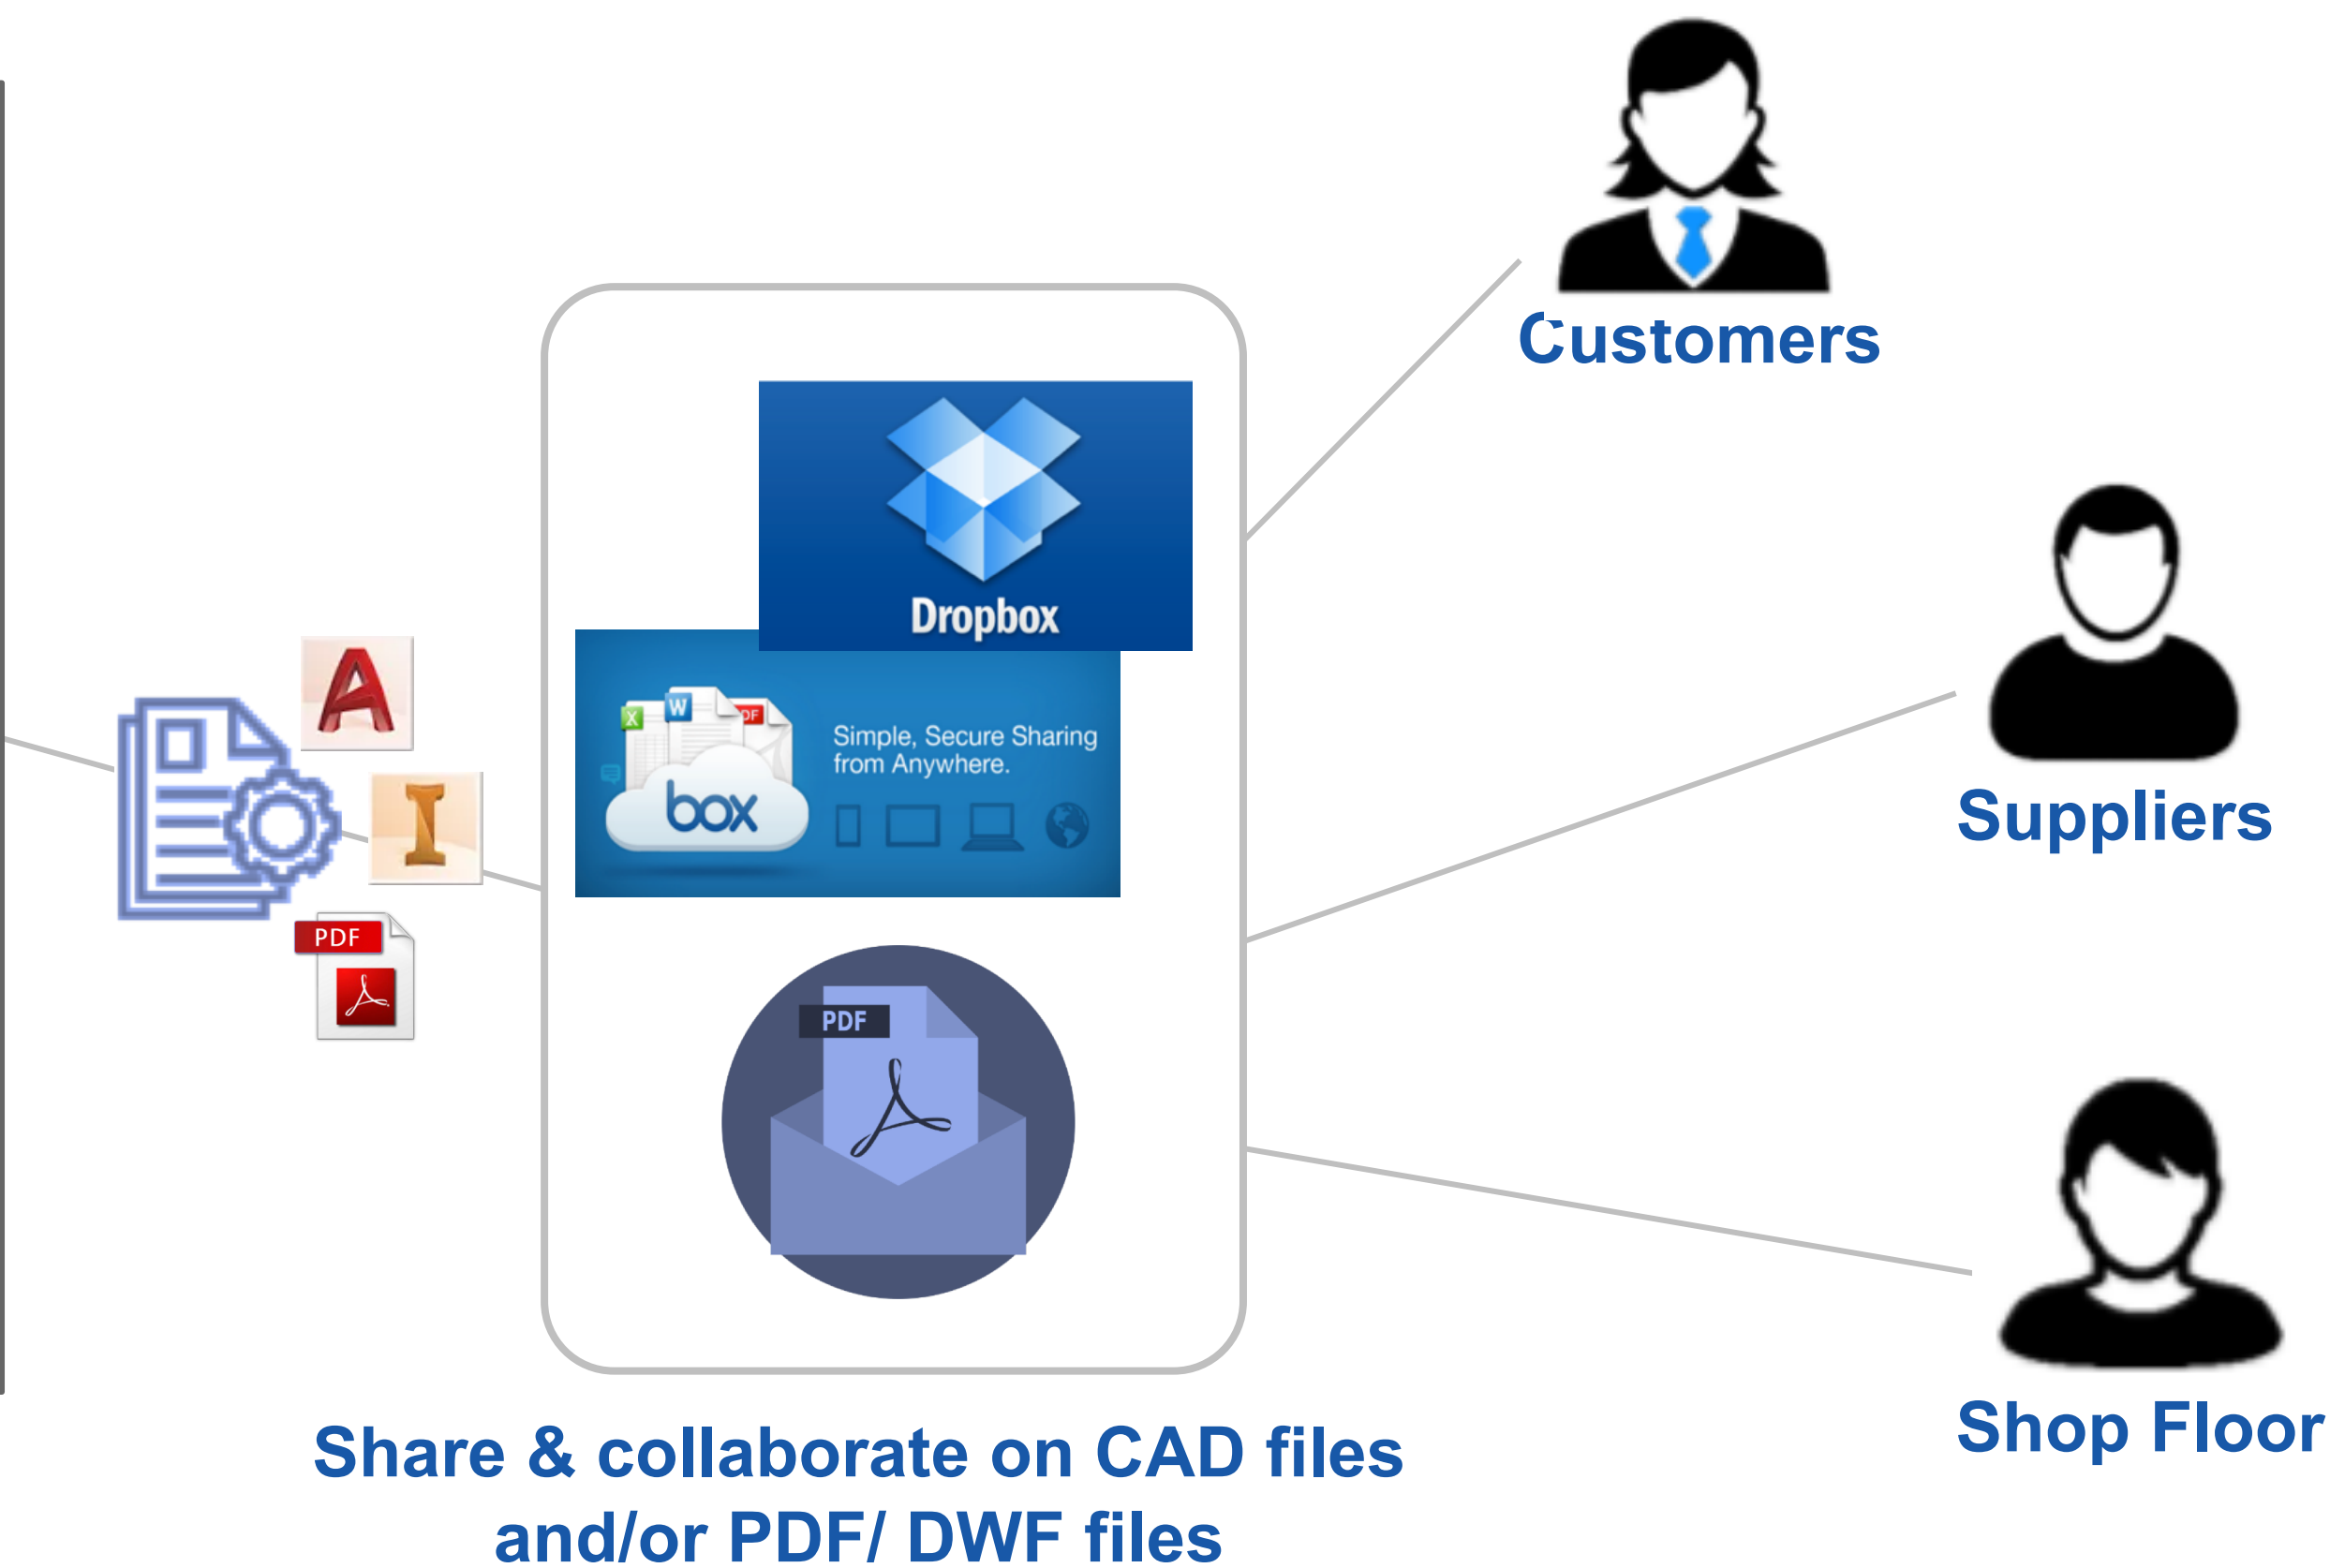 Customers
Dropbox
X
W
PDF
Simple, Secure Sharing
from Anywhere.
box
Suppliers
A
I
PDF
PDF
Shop Floor
Share & collaborate on CAD files
and/or PDF/ DWF files